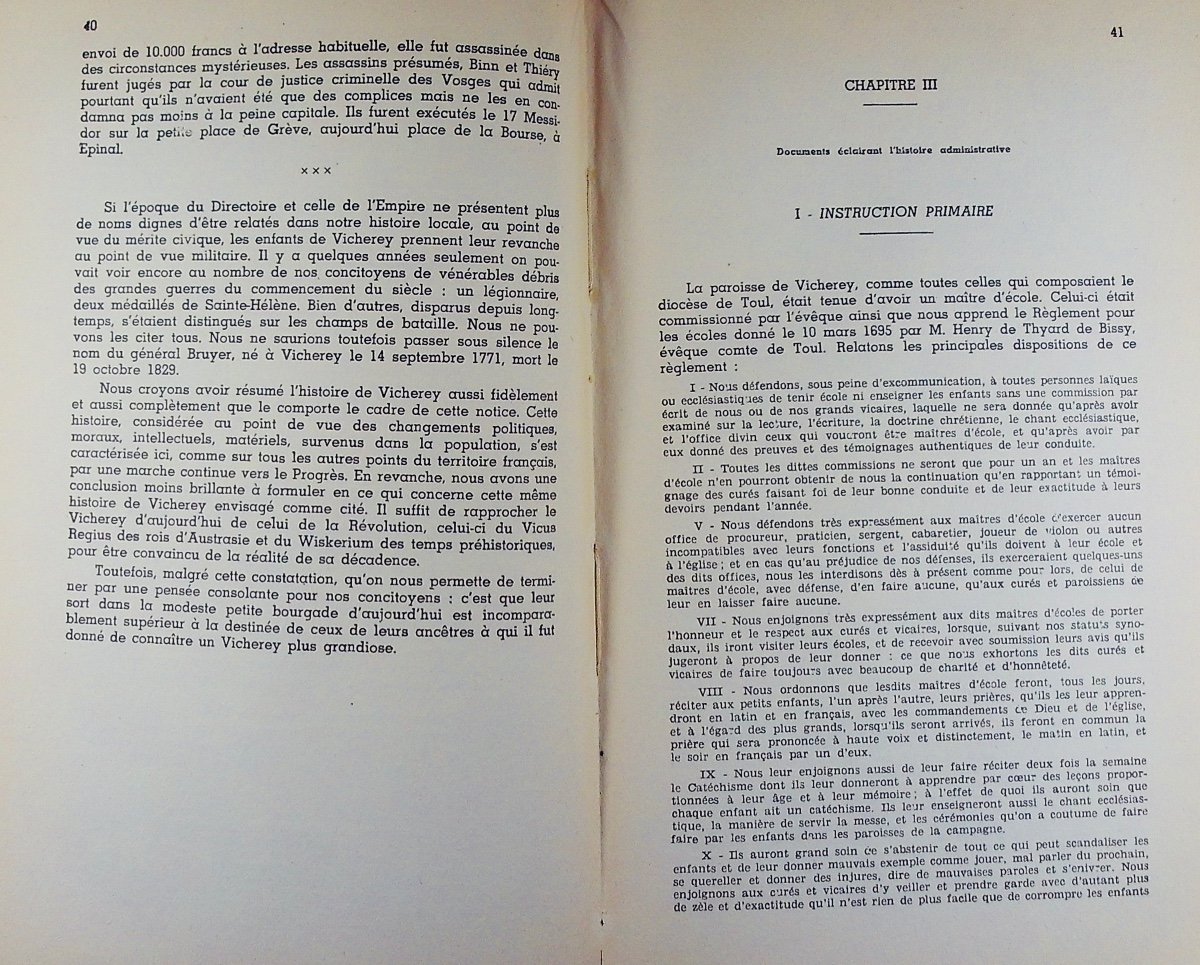 40
envoi de 10.000 francs à l'adresse habituelle, elle fut assassinée dans
des circonstances mystérieuses. Les assassins présumés, Binn et Thiéry
furent jugés par la cour de justice criminelle des Vosges qui admit
pourtant qu'ils n'avaient été que des complices mais ne les en con-
damna pas moins à la peine capitale. Ils furent exécutés le 17 Messi-
dor sur la petite place de Grève, aujourd'hui place de la Bourse, à
Epinal.
x x x
Si l'époque du Directoire et celle de l'Empire ne présentent plus
de noms dignes d'être relatés dans notre histoire locale, au point de
vue du mérite civique, les enfants de Vicherey prennent leur revanche
au point de vue militaire. Il y a quelques années seulement on pou-
vait voir encore au nombre de nos concitoyens de vénérables débris
des grandes guerres du commencement du siècle : un légionnaire,
deux médaillés de Sainte-Hélène. Bien d'autres, disparus depuis long-
temps, s'étaient distingués sur les champs de bataille. Nous ne pou-
vons les citer tous. Nous ne saurions toutefois passer sous silence le
nom du général Bruyer, né à Vicherey le 14 septembre 1771, mort le
19 octobre 1829.
Nous croyons avoir résumé l'histoire de Vicherey aussi fidèlement
et aussi complètement que le comporte le cadre de cette notice. Cette
histoire, considérée au point de vue des changements politiques,
moraux, intellectuels, matériels, survenus dans la population, s'est
caractérisée ici, comme sur tous les autres points du territoire français,
par une marche continue vers le Progrès. En revanche, nous avons une
conclusion moins brillante à formuler en ce qui concerne cette même
histoire de Vicherey envisagé comme cité. Il suffit de rapprocher le
Vicherey d'aujourd'hui de celui de la Révolution, celui-ci du Vicus
Regius des rois d'Austrasie et du Wiskerium des temps préhistoriques,
pour être convaincu de la réalité de sa décadence.
Toutefois, malgré cette constatation, qu'on nous permette de termi-
ner par une pensée consolante pour nos concitoyens : c'est que leur
sort dans la modeste petite bourgade d'aujourd'hui est incompara-
blement supérieur à la destinée de ceux de leurs ancêtres à qui il fut
donné de connaître un Vicherey plus grandiose.
41
CHAPITRE III
Documents éclairant l'histoire administrative
I - INSTRUCTION PRIMAIRE
La paroisse de Vicherey, comme toutes celles qui composaient le
diocèse de Toul, était tenue d'avoir un maître d'école. Celui-ci était
commissionné par l'évêque ainsi que nous apprend le Règlement pour
les écoles donné le 10 mars 1695 par M. Henry de Thyard de Bissy,
évêque comte de Toul. Relatons les principales dispositions de ce
règlement :
I - Nous défendons, sous peine d'excommunication, à toutes personnes laïques
ou ecclésiastiques de tenir école ni enseigner les enfants sans une commission par
écrit de nous ou de nos grands vicaires, laquelle ne sera donnée qu'après avoir
examiné sur la lecture, l'écriture, la doctrine chrétienne, le chant ecclésiastique,
et l'office divin ceux qui voudront être maîtres d'école, et qu'après avoir par
eux donné des preuves et des témoignages authentiques de leur conduite.
II - Toutes les dittes commissions ne seront que pour un an et les maîtres
d'école n'en pourront obtenir de nous la continuation qu'en rapportant un témoi-
gnage des curés faisant foi de leur bonne conduite et de leur exactitude à leurs
devoirs pendant l'année.
V - Nous défendons très expressément aux maîtres d'école d'exercer aucun
office de procureur, praticien, sergent, cabaretier, joueur de violon ou autres
incompatibles avec leurs fonctions et l'assiduité qu'ils doivent à leur école et
à l'église ; et en cas qu'au préjudice de nos défenses, ils exerceraient quelques-uns
des dits offices, nous les interdisons dès à présent comme pour lors, de celui de
maîtres d'école, avec défense, d'en faire aucune, qu'aux curés et paroissiens de
leur en laisser faire aucune.
VII - Nous enjoignons très expressément aux dits maîtres d'écoles de porter
l'honneur et le respect aux curés et vicaires, lorsque, suivant nos statuts syno-
daux, ils iront visiter leurs écoles, et de recevoir avec soumission leurs avis qu'ils
jugeront à propos de leur donner : ce que nous exhortons les dits curés et
vicaires de faire toujours avec beaucoup de charité et d'honnêteté.
VIII - Nous ordonnons que lesdits maîtres d'école feront, tous les jours,
réciter aux petits enfants, l'un après l'autre, leurs prières, qu'ils les leur appren-
dront en latin et en français, avec les commandements de Dieu et de l'église,
et à l'égard des plus grands, lorsqu'ils seront arrivés, ils feront en commun la
prière qui sera prononcée à haute voix et distinctement, le matin en latin, et
le soir en français par un d'eux.
IX - Nous leur enjoignons aussi de leur faire réciter deux fois la semaine
le Catéchisme dont ils leur donneront à apprendre par cœur des leçons propor-
tionnées à leur âge et à leur mémoire ; à l'effet de quoi ils auront soin que
chaque enfant ait un catéchisme. Ils leur enseigneront aussi le chant ecclésias-
tique, la manière de servir la messe, et les cérémonies qu'on a coutume de faire
faire par les enfants dans les paroisses de la campagne.
X - Ils auront grand soin de s'abstenir de tout ce qui peut scandaliser les
enfants et de leur donner mauvais exemple comme jouer, mal parler du prochain,
se quereller et donner des injures, dire de mauvaises paroles et s'enivrer. Nous
enjoignons aux curés et vicaires d'y veiller et prendre garde avec d'autant plus
de zèle et d'exactitude qu'il n'est rien de plus facile que de corrompre les enfants